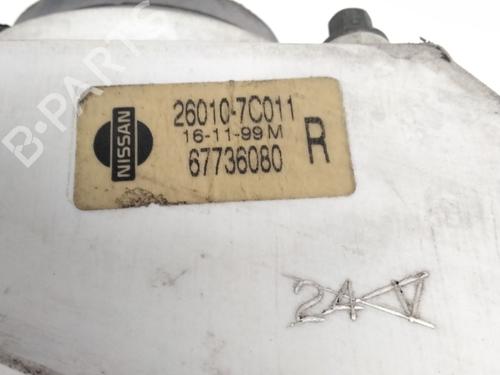 B-PARTS
NISSAN
26010-7C011
16-11-99 M
67736080
R
24V